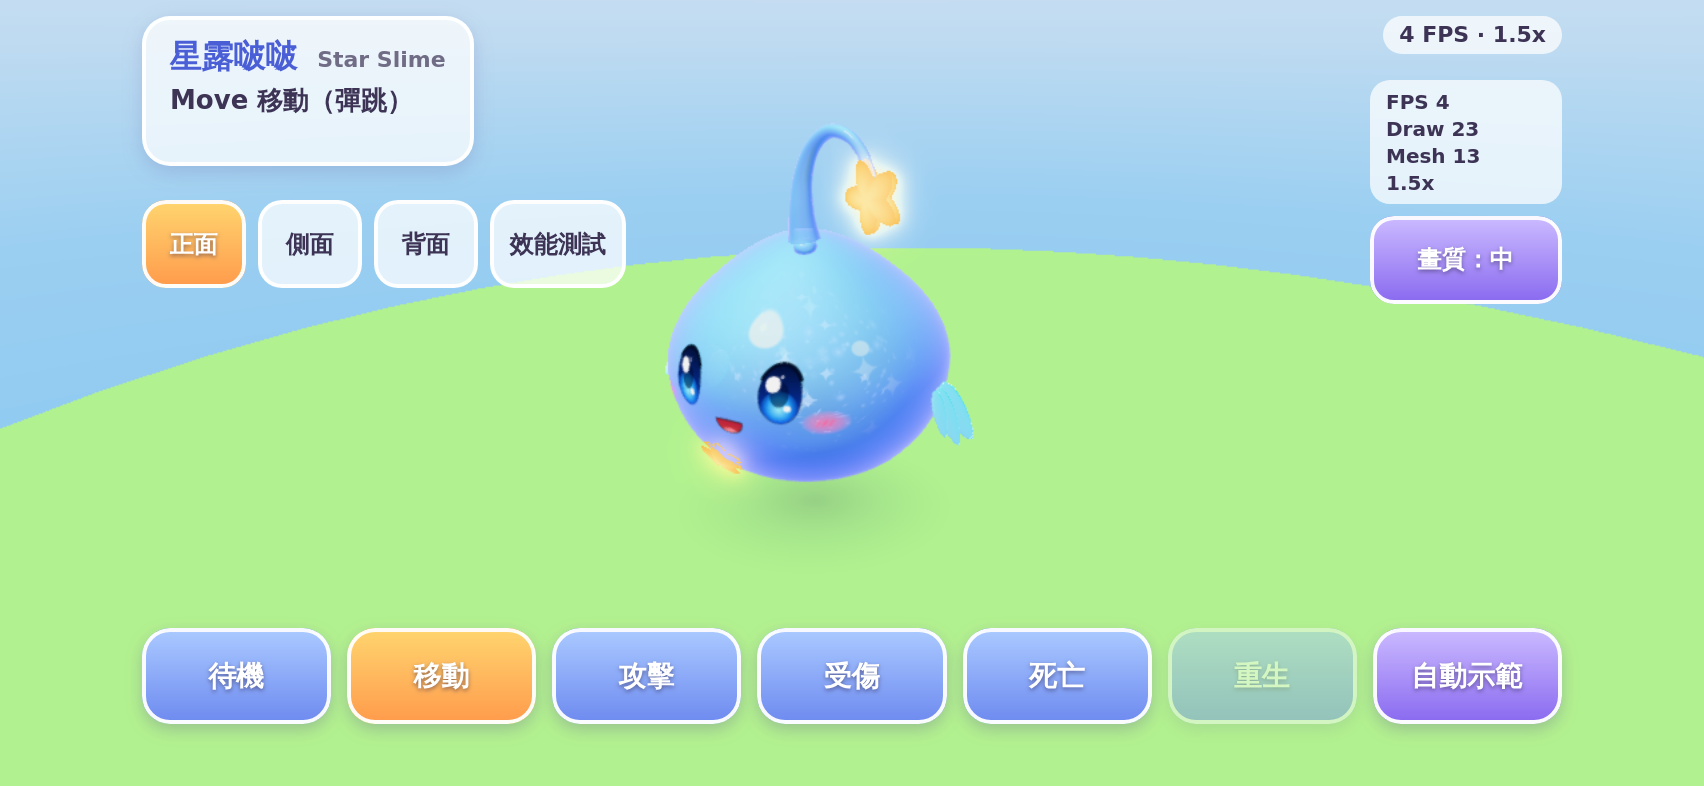 星露啵啵 Star Slime
Move 移動（彈跳）
正面
側面
背面
效能測試
4 FPS · 1.5x
FPS 4
Draw 23
Mesh 13
1.5x
畫質：中
待機
移動
攻擊
受傷
死亡
重生
自動示範